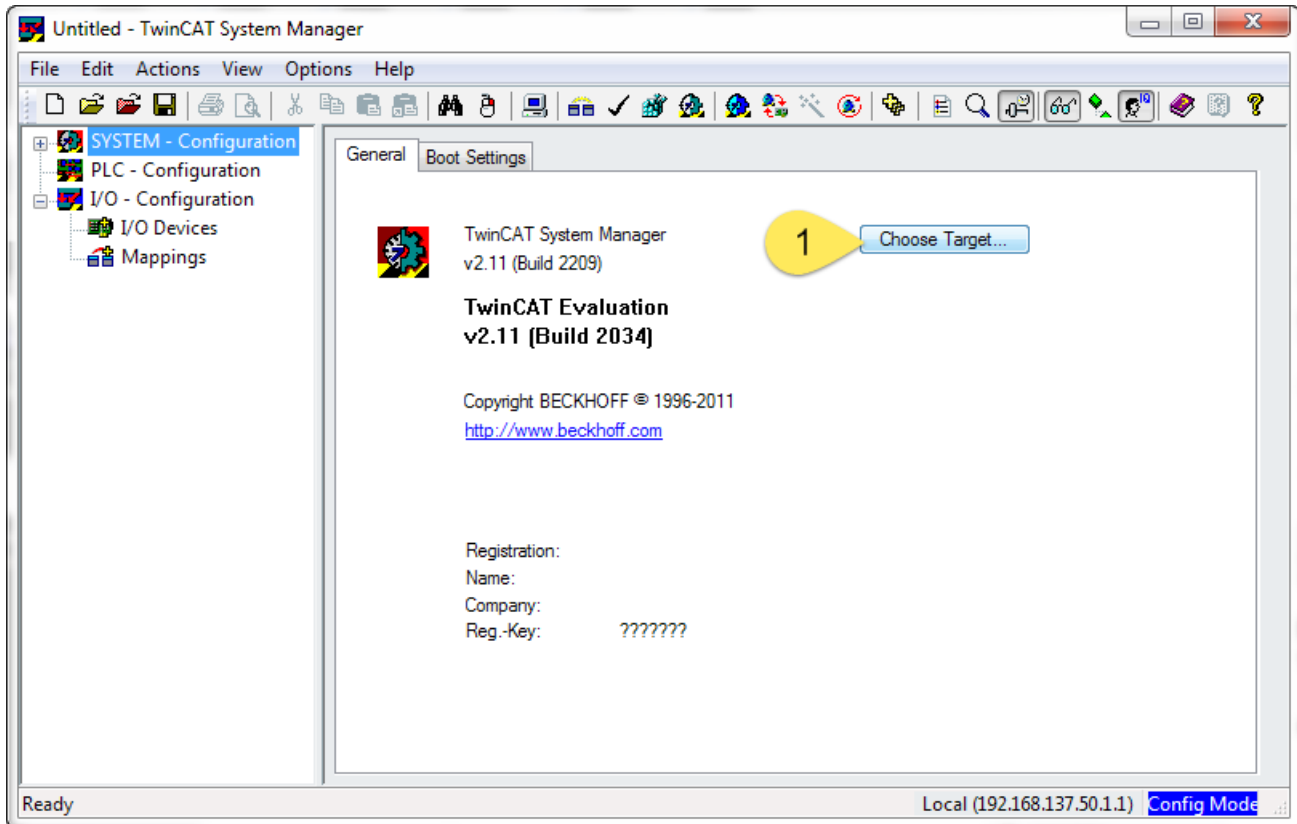 Untitled - TwinCAT System Manager
File Edit Actions View Options Help
SYSTEM - Configuration
PLC - Configuration
I/O - Configuration
I/O Devices
Mappings
General Boot Settings
TwinCAT System Manager
v2.11 (Build 2209)
1
Choose Target...
TwinCAT Evaluation
v2.11 (Build 2034)
Copyright BECKHOFF © 1996-2011
http://www.beckhoff.com
Registration:
Name:
Company:
Reg.-Key: ???????
Ready Local (192.168.137.50.1.1) Config Mode